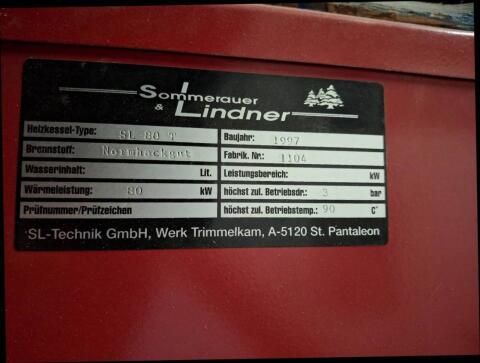 Sommerauer
& Lindner
Heizkessel-Type: SL 80 T
Baujahr: 1997
Brennstoff: Normhackgut
Fabrik. Nr.: 1104
Wasserinhalt: Lit.
Leistungsbereich: kW
Wärmeleistung: 80 kW
höchst zul. Betriebsdr.: 3 bar
Prüfnummer/Prüfzeichen
höchst zul. Betriebstemp.: 90 C°
SL-Technik GmbH, Werk Trimmelkam, A-5120 St. Pantaleon